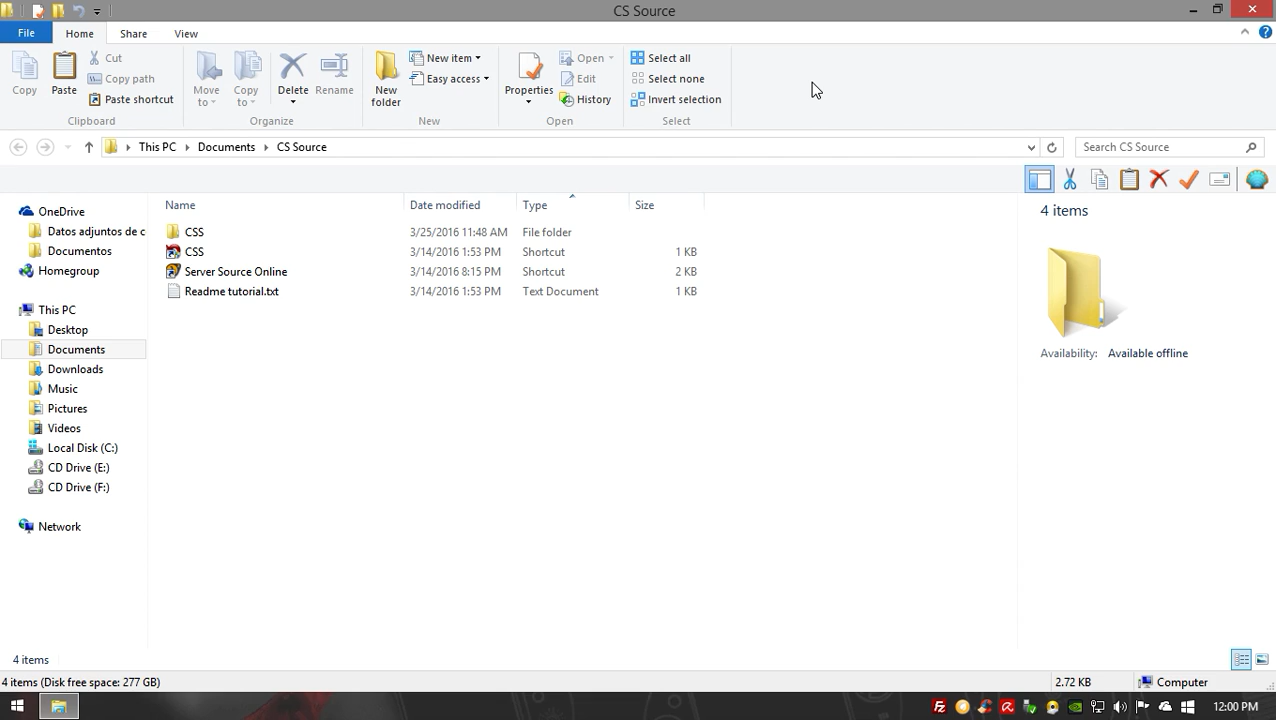 CS Source
File Home Share View
Copy
Paste
Cut
Copy path
Paste shortcut
Clipboard
Move to
Copy to
Delete
Rename
Organize
New folder
New item
Easy access
New
Properties
Open
Edit
History
Open
Select all
Select none
Invert selection
Select
This PC Documents CS Source
Search CS Source
OneDrive
Datos adjuntos de c
Documentos
Homegroup
This PC
Desktop
Documents
Downloads
Music
Pictures
Videos
Local Disk (C:)
CD Drive (E:)
CD Drive (F:)
Network
Name Date modified Type Size
CSS 3/25/2016 11:48 AM File folder
CSS 3/14/2016 1:53 PM Shortcut 1 KB
Server Source Online 3/14/2016 8:15 PM Shortcut 2 KB
Readme tutorial.txt 3/14/2016 1:53 PM Text Document 1 KB
4 items
Availability: Available offline
4 items
4 items (Disk free space: 277 GB) 2.72 KB Computer
12:00 PM